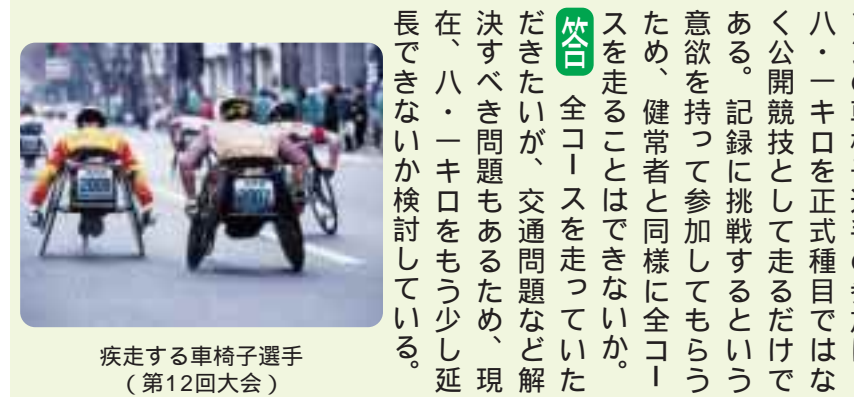 八・一キロを正式種目ではな
く公開競技として走るだけで
ある。記録に挑戦するという
意欲を持って参加してもらう
ため、健常者と同様に全コー
スを走ることはできないか。
答 全コースを走っていた
だきたいが、交通問題など解
決すべき問題もあるため、現
在、八・一キロをもう少し延
長できないか検討している。
2009
2007
疾走する車椅子選手
(第12回大会)